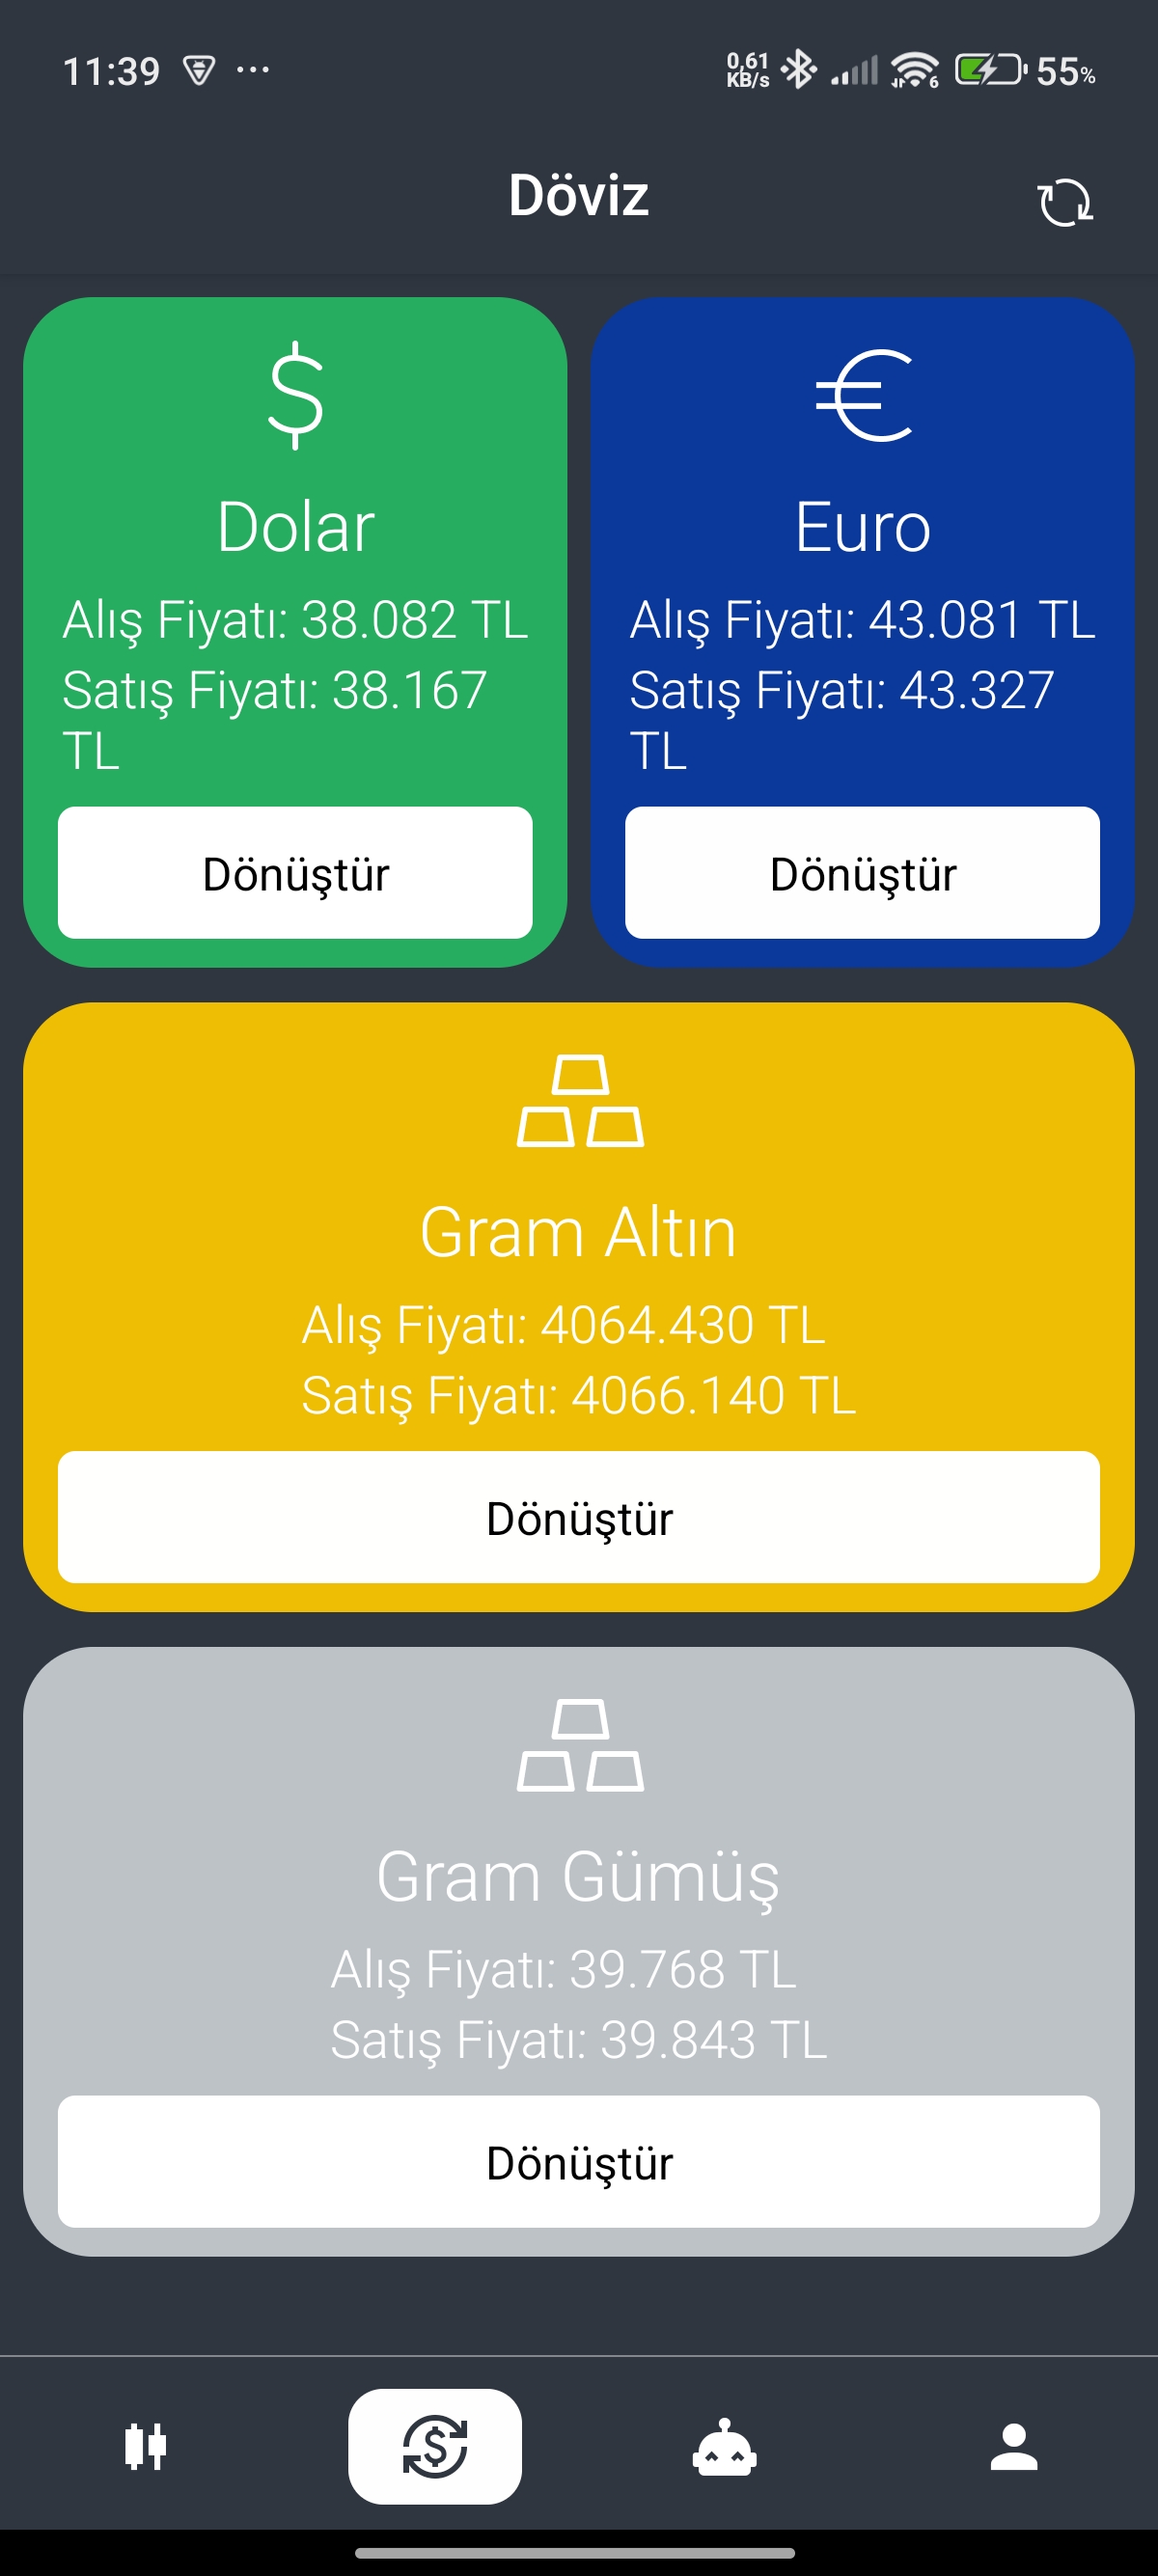 11:39 ... 0,61 KB/s 6 55%
Döviz
$
Dolar
Alış Fiyatı: 38.082 TL
Satış Fiyatı: 38.167
TL
Dönüştür
€
Euro
Alış Fiyatı: 43.081 TL
Satış Fiyatı: 43.327
TL
Dönüştür
Gram Altın
Alış Fiyatı: 4064.430 TL
Satış Fiyatı: 4066.140 TL
Dönüştür
Gram Gümüş
Alış Fiyatı: 39.768 TL
Satış Fiyatı: 39.843 TL
Dönüştür
$